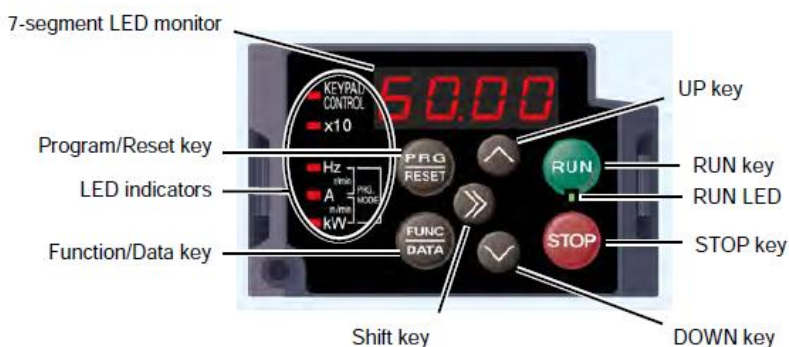 7-segment LED monitor
50.00
KEYPAD
CONTROL
x10
UP key
Program/Reset key
PRG
RESET
RUN
RUN key
LED indicators
Hz
r/min
A
m/min
kW
PRG.
MODE
RUN LED
Function/Data key
FUNC
DATA
STOP
STOP key
Shift key
DOWN key